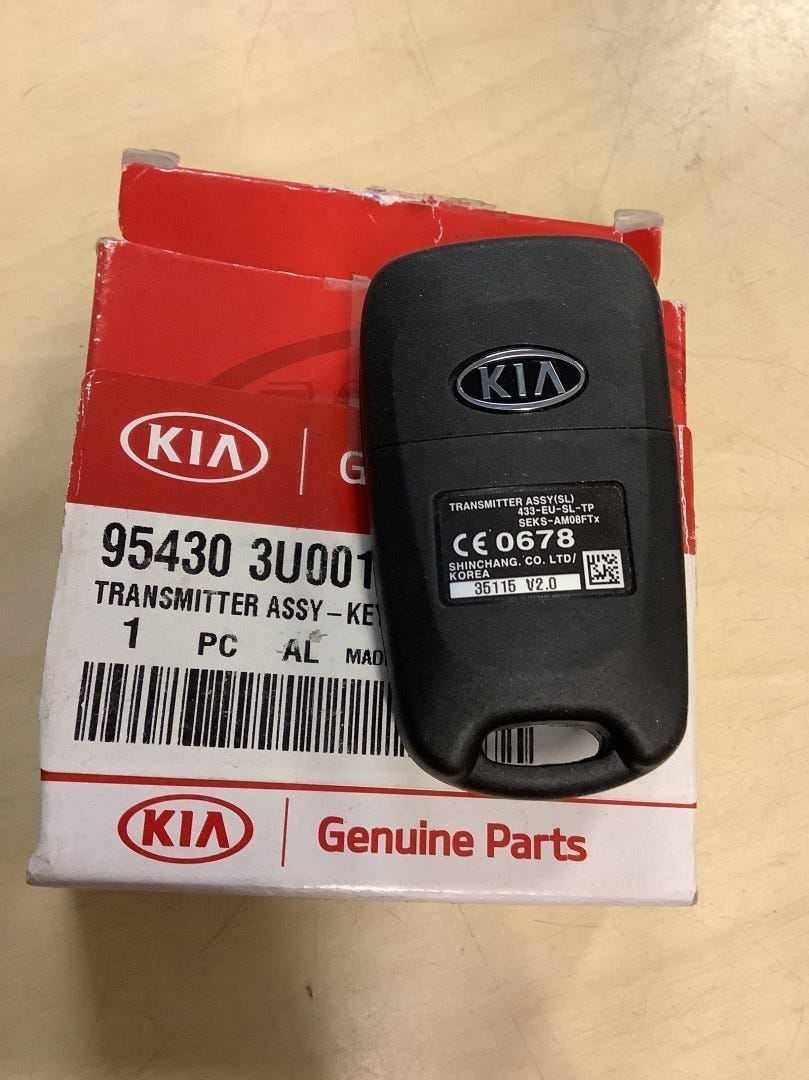 KIA
G
95430 3U001
TRANSMITTER ASSY-KEY
1 PC AL MAD
KIA
Genuine Parts
KIA
TRANSMITTER ASSY(SL)
433-EU-SL-TP
SEKS-AM08FTx
CE 0678
SHINCHANG. CO. LTD/
KOREA
35115 V2.0